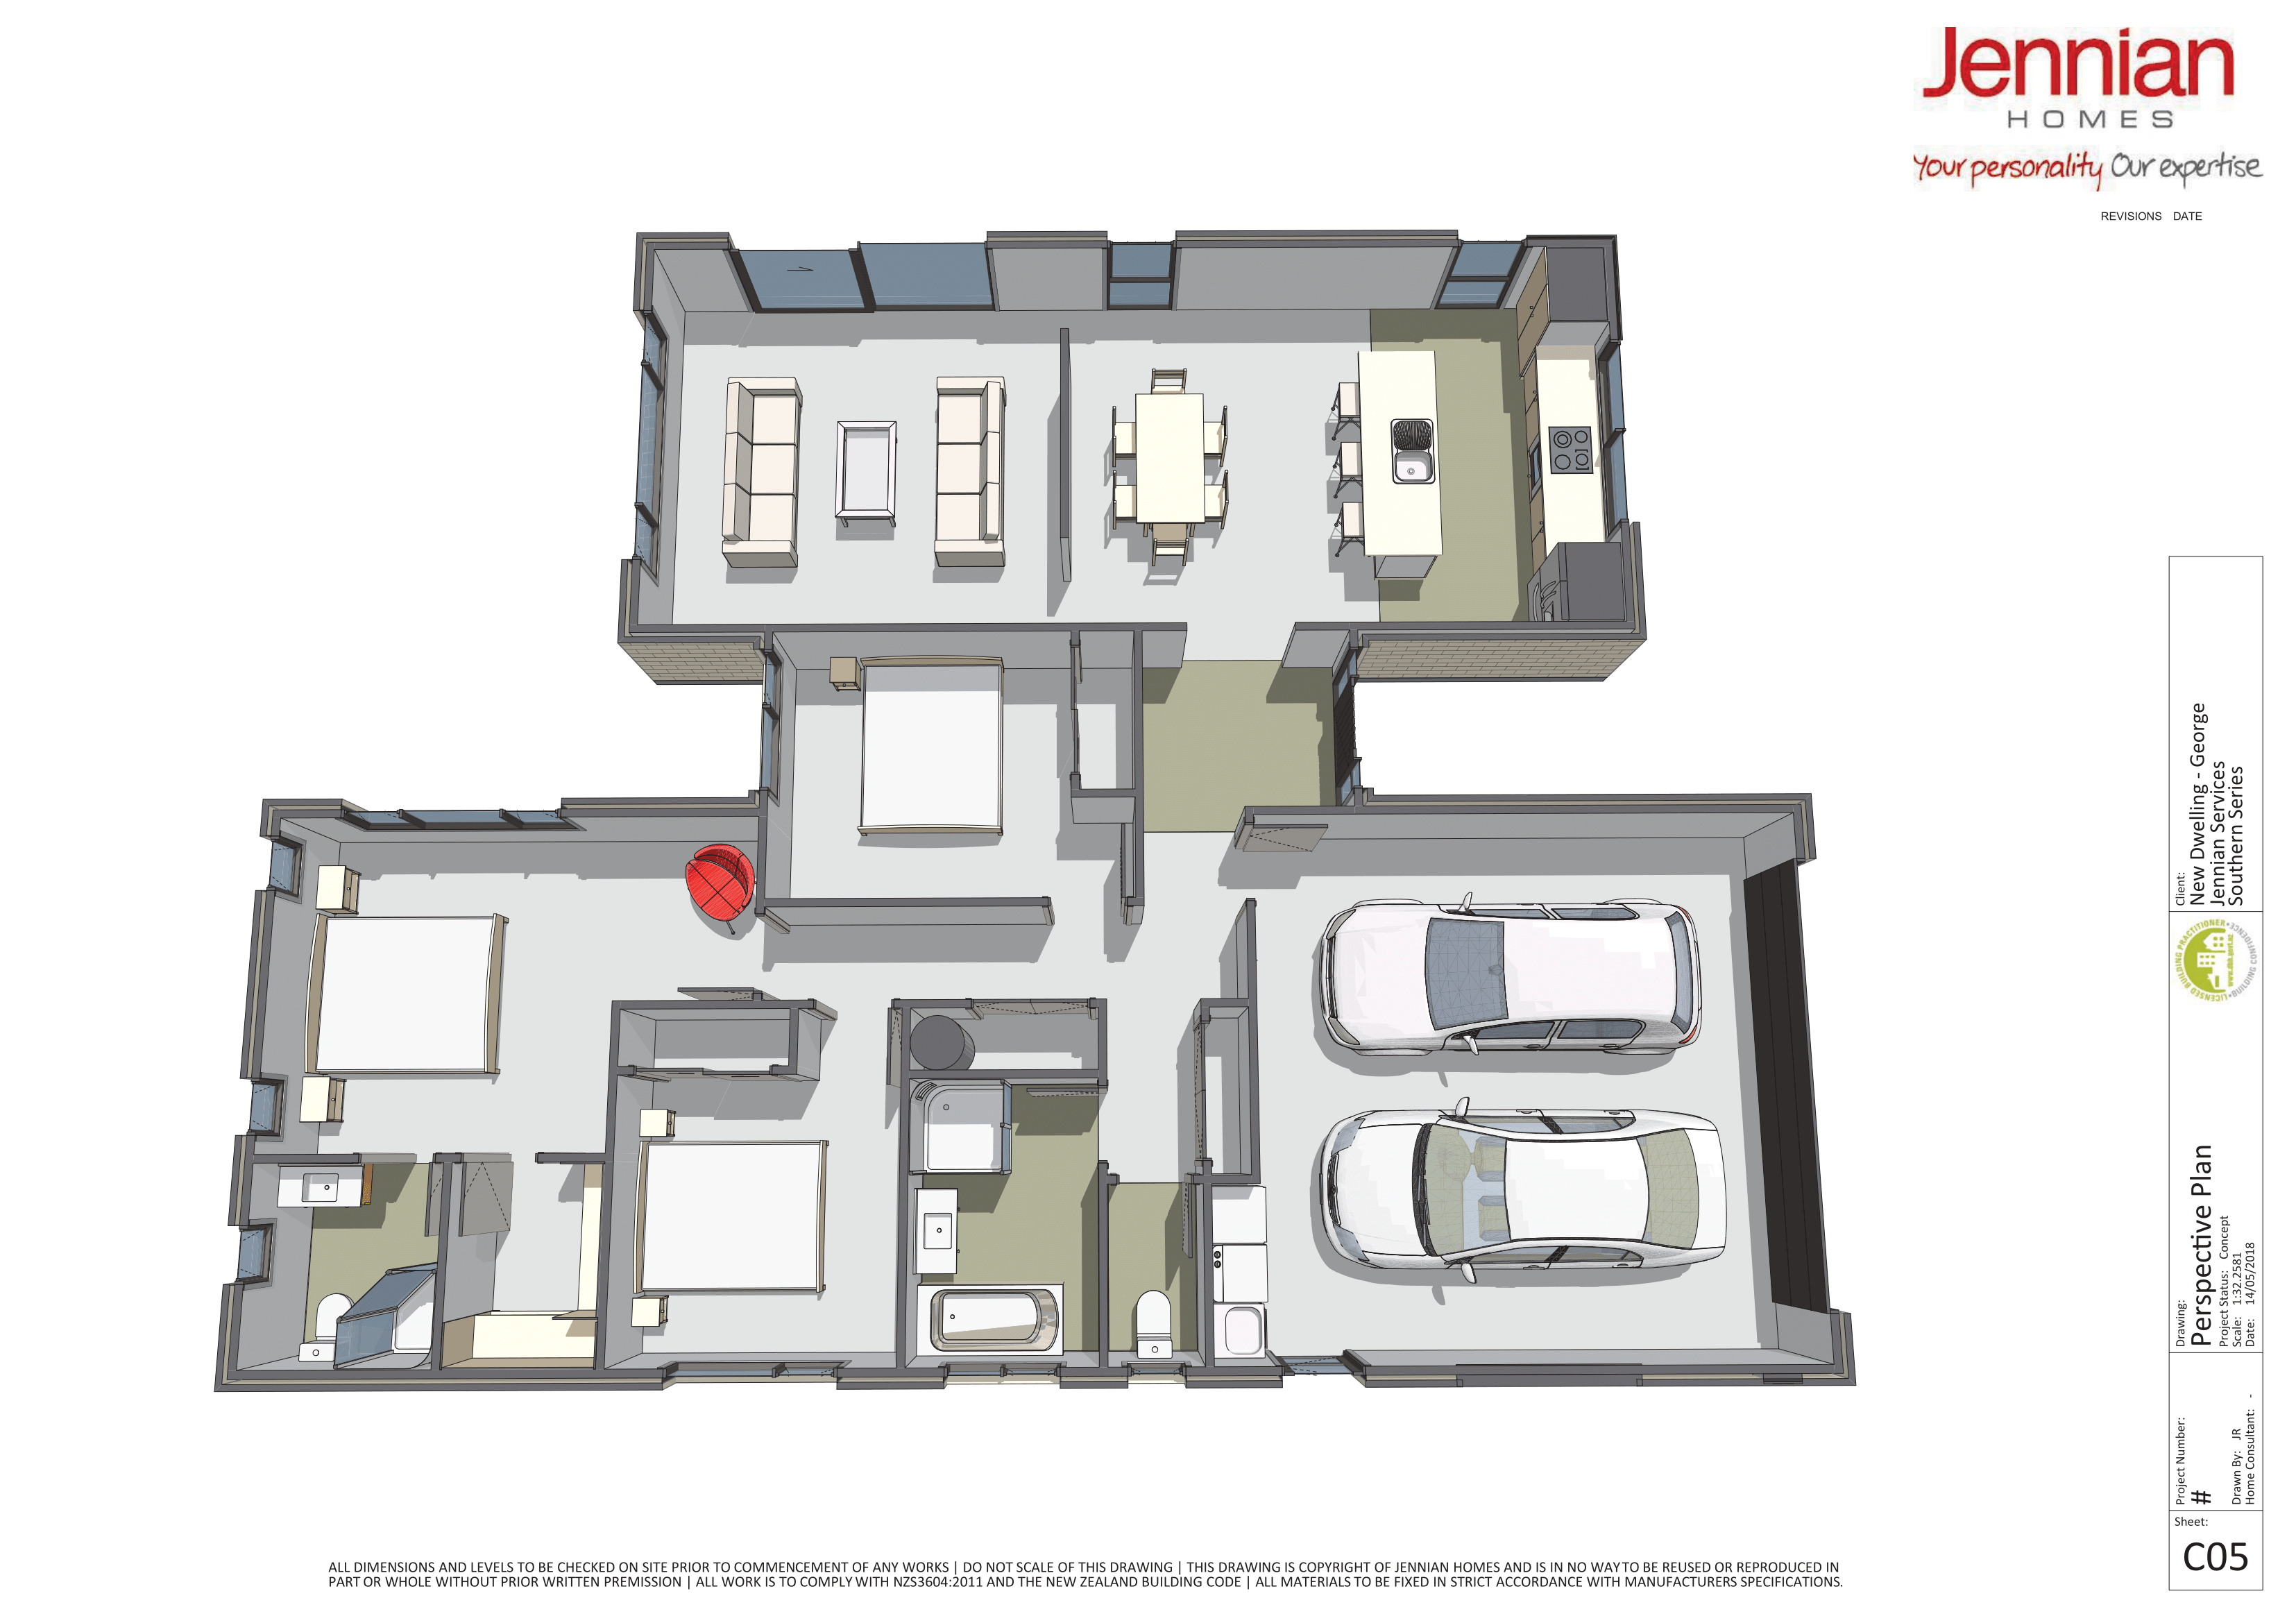 Jennian
HOMES
Your personality Our expertise
REVISIONS DATE
Client:
New Dwelling - George
Jennian Services
Southern Series
LICENSED BUILDING PRACTITIONER
BUILDING CONFIDENCE
www.dbh.govt.nz
Drawing:
Perspective Plan
Project Status: Concept
Scale: 1:32.2581
Date: 14/05/2018
Project Number:
#
Drawn By: JR
Home Consultant: -
Sheet:
C05
ALL DIMENSIONS AND LEVELS TO BE CHECKED ON SITE PRIOR TO COMMENCEMENT OF ANY WORKS | DO NOT SCALE OF THIS DRAWING | THIS DRAWING IS COPYRIGHT OF JENNIAN HOMES AND IS IN NO WAY TO BE REUSED OR REPRODUCED IN
PART OR WHOLE WITHOUT PRIOR WRITTEN PREMISSION | ALL WORK IS TO COMPLY WITH NZS3604:2011 AND THE NEW ZEALAND BUILDING CODE | ALL MATERIALS TO BE FIXED IN STRICT ACCORDANCE WITH MANUFACTURERS SPECIFICATIONS.